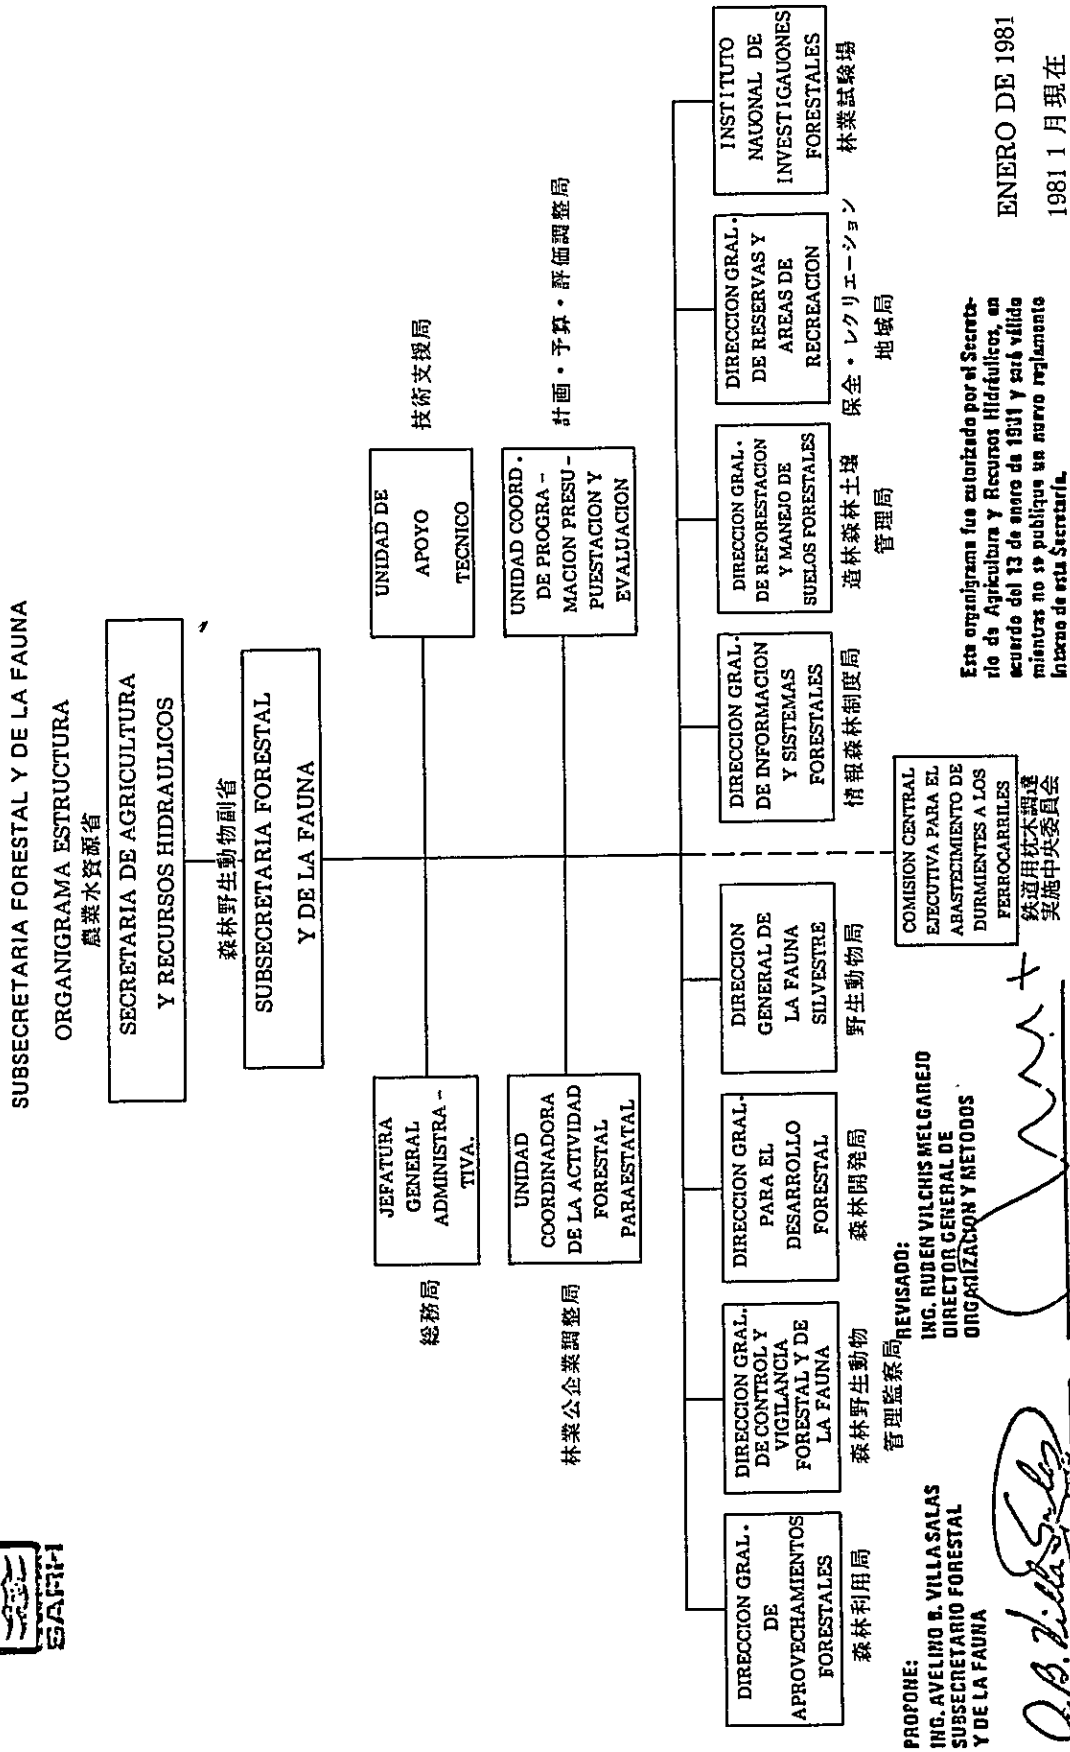 SARH
SUBSECRETARIA FORESTAL Y DE LA FAUNA
ORGANIGRAMA ESTRUCTURA
農業水資源省
SECRETARIA DE AGRICULTURA
Y RECURSOS HIDRAULICOS
森林野生動物副省
SUBSECRETARIA FORESTAL
Y DE LA FAUNA
JEFATURA
GENERAL
ADMINISTRA-
TIVA.
総務局
UNIDAD DE
APOYO
TECNICO
技術支援局
UNIDAD
COORDINADORA
DE LA ACTIVIDAD
FORESTAL
PARAESTATAL
林業公企業調整局
UNIDAD COORD.
DE PROGRA-
MACION PRESU-
PUESTACION Y
EVALUACION
計画・予算・評価調整局
DIRECCION GRAL.
DE
APROVECHAMIENTOS
FORESTALES
森林利用局
DIRECCION GRAL.
DE CONTROL Y
VIGILANCIA
FORESTAL Y DE
LA FAUNA
森林野生動物
管理監察局
DIRECCION GRAL.
PARA EL
DESARROLLO
FORESTAL
森林開発局
DIRECCION
GENERAL DE
LA FAUNA
SILVESTRE
野生動物局
DIRECCION GRAL.
DE INFORMACION
Y SISTEMAS
FORESTALES
情報森林制度局
DIRECCION GRAL.
DE REFORESTACION
Y MANEJO DE
SUELOS FORESTALES
造林森林土壌
管理局
DIRECCION GRAL.
DE RESERVAS Y
AREAS DE
RECREACION
保全・レクリエーション
地域局
INSTITUTO
NAUONAL DE
INVESTIGAUONES
FORESTALES
林業試験場
COMISION CENTRAL
EJECUTIVA PARA EL
ABASTECIMIENTO DE
DURMIENTES A LOS
FERROCARRILES
鉄道用枕木調達
実施中央委員会
PROPONE:
ING. AVELINO B. VILLA SALAS
SUBSECRETARIO FORESTAL
Y DE LA FAUNA
A.B. Villa Salas
REVISADO:
ING. RUBEN VILCHIS MELGAREJO
DIRECTOR GENERAL DE
ORGANIZACION Y METODOS
Este organigrama fue autorizado por el Secreta-
rio de Agricultura y Recursos Hidráulicos, en
acuerdo del 13 de enero de 1981 y será válido
mientras no se publique un nuevo reglamento
interno de esta Secretaría.
ENERO DE 1981
1981 1 月現在